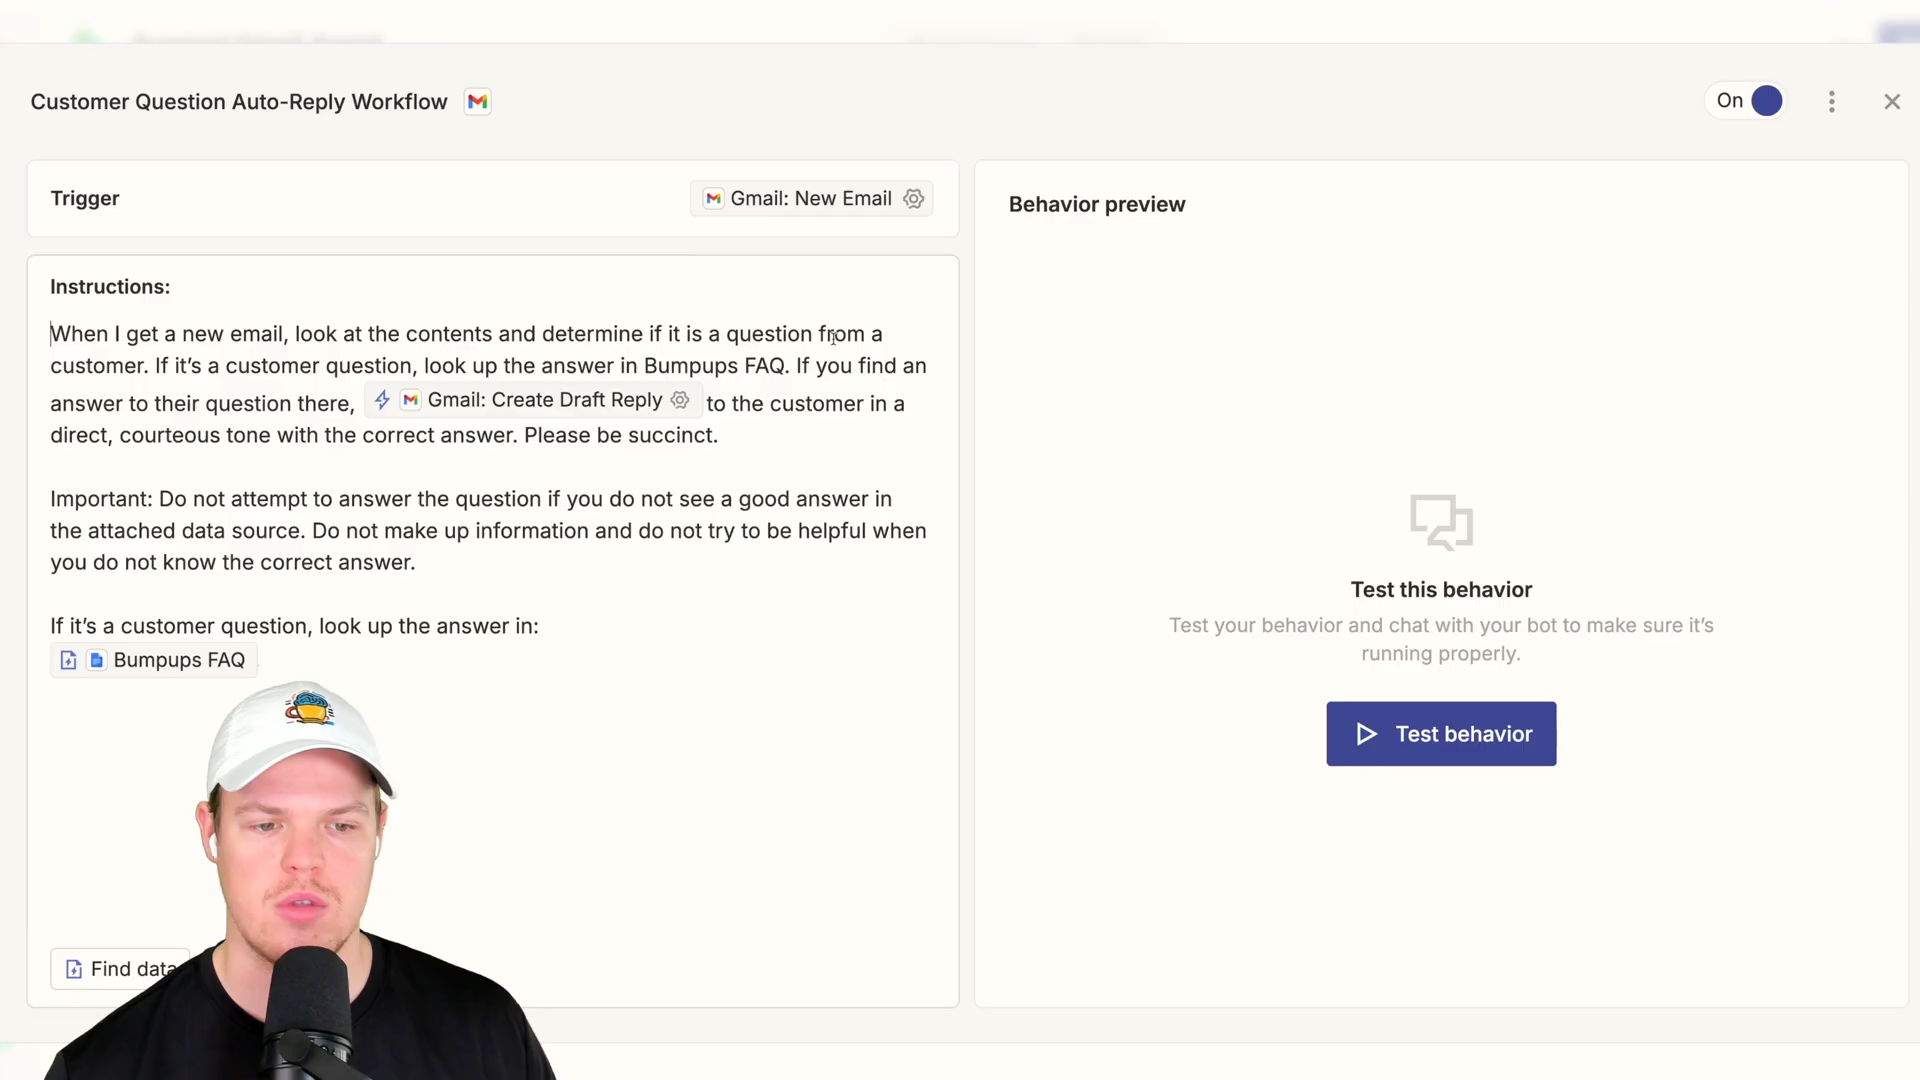 Customer Question Auto-Reply Workflow
On
Trigger
Gmail: New Email
Behavior preview
Instructions:
When I get a new email, look at the contents and determine if it is a question from a
customer. If it’s a customer question, look up the answer in Bumpups FAQ. If you find an
answer to their question there, Gmail: Create Draft Reply to the customer in a
direct, courteous tone with the correct answer. Please be succinct.
Important: Do not attempt to answer the question if you do not see a good answer in
the attached data source. Do not make up information and do not try to be helpful when
you do not know the correct answer.
If it’s a customer question, look up the answer in:
Bumpups FAQ
Test this behavior
Test your behavior and chat with your bot to make sure it’s
running properly.
Test behavior
Find data